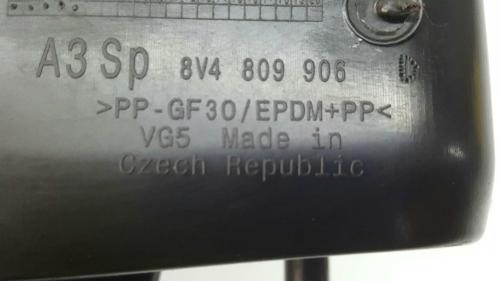 A3 Sp 8V4 809 906 D
>PP-GF30/EPDM+PP<
VG5 Made in
Czech Republic